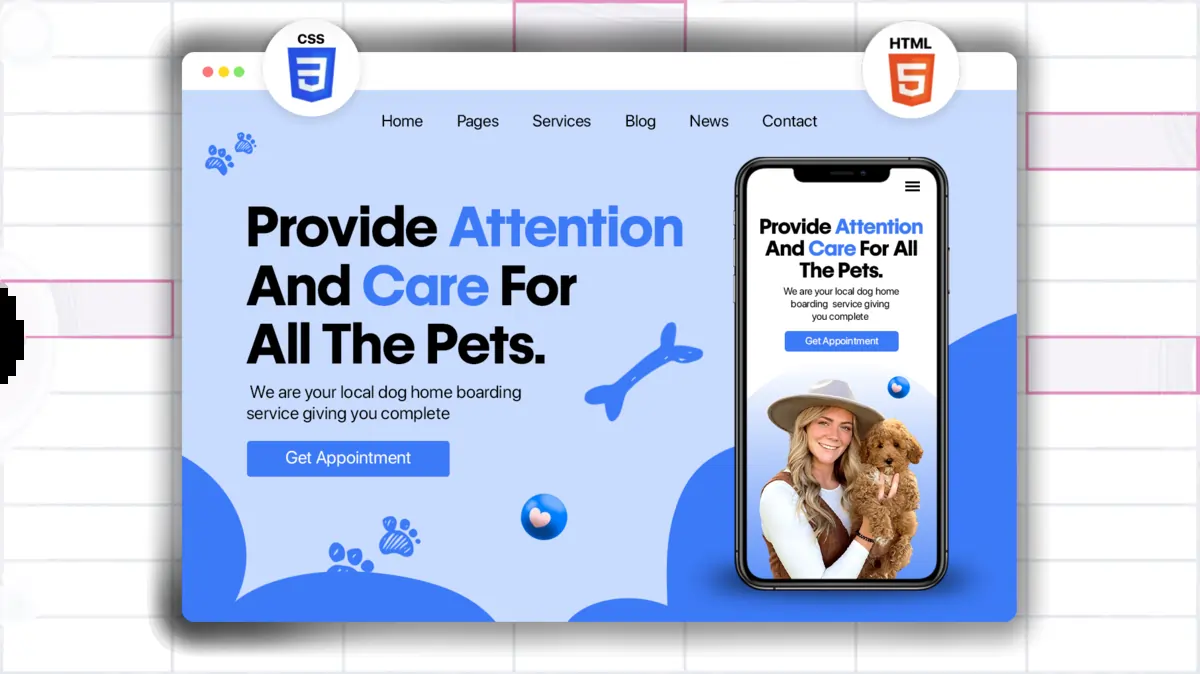 CSS
3
HTML
5
Home Pages Services Blog News Contact
Provide Attention
And Care For
All The Pets.
We are your local dog home boarding
service giving you complete
Get Appointment
Provide Attention
And Care For All
The Pets.
We are your local dog home
boarding service giving
you complete
Get Appointment